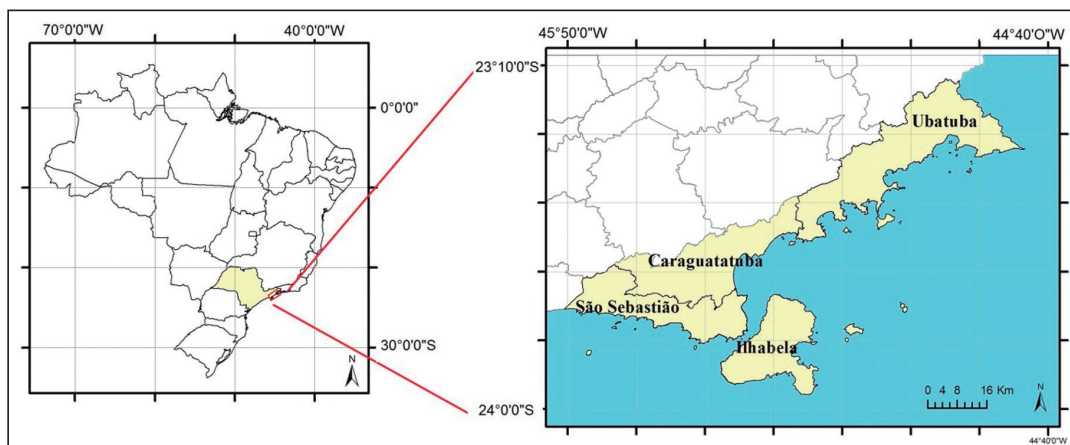 70°0'0"W
40°0'0"W
0°0'0"
30°0'0"S
N
45°50'0"W
44°40'O"W
23°10'0"S
24°0'0"S
Ubatuba
Caraguatatuba
São Sebastião
Ilhabela
0 4 8 16 Km
N
44°40'0"W